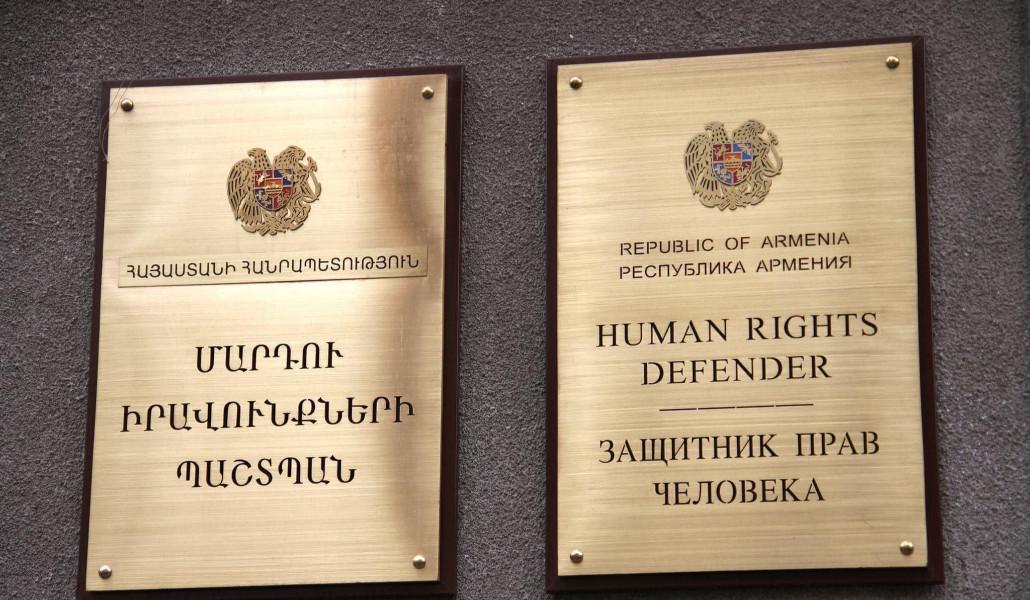 ՀԱՅԱՍՏԱՆԻ ՀԱՆՐԱՊԵՏՈՒԹՅՈՒՆ
ՄԱՐԴՈՒ
ԻՐԱՎՈՒՆՔՆԵՐԻ
ՊԱՇՏՊԱՆ
REPUBLIC OF ARMENIA
РЕСПУБЛИКА АРМЕНИЯ
HUMAN RIGHTS
DEFENDER
ЗАЩИТНИК ПРАВ
ЧЕЛОВЕКА